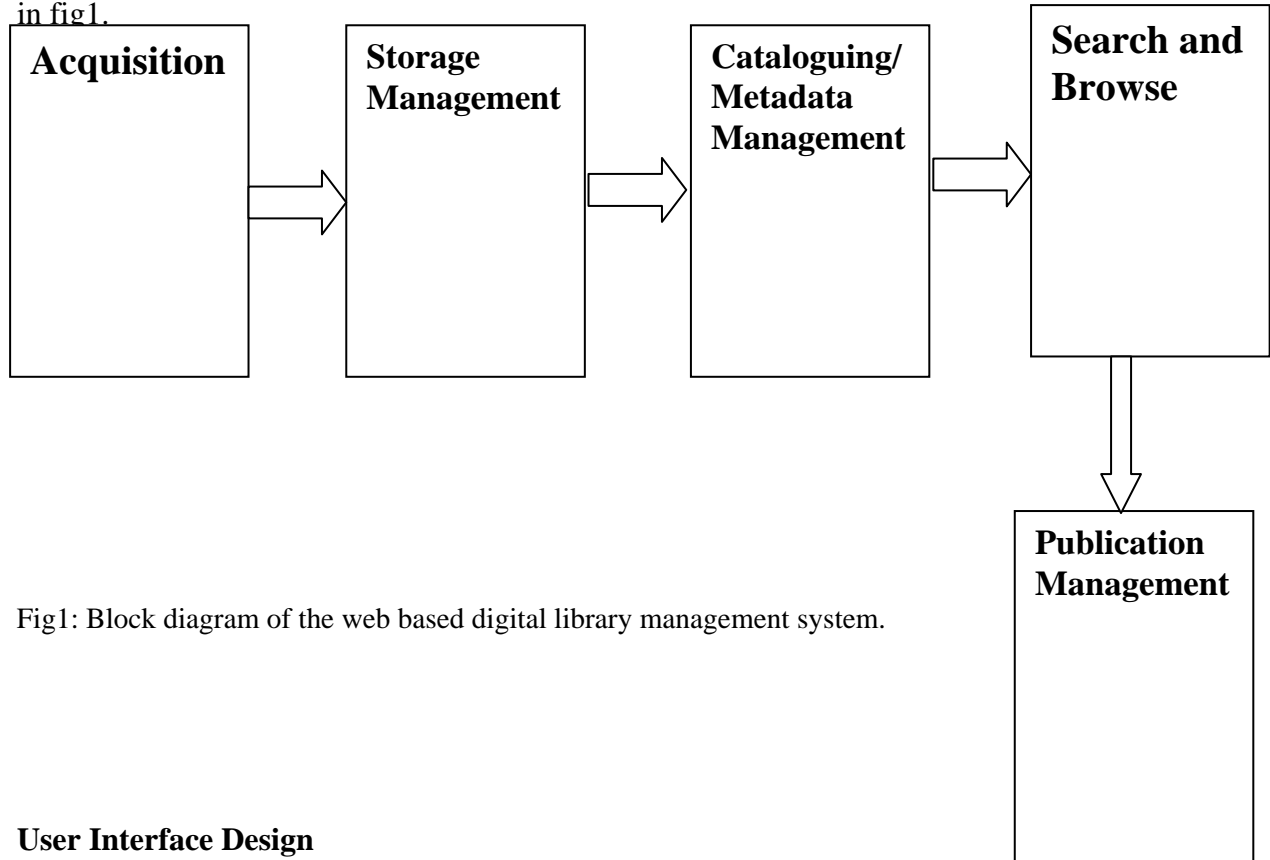 in fig1.
Acquisition
Storage
Management
Cataloguing/
Metadata
Management
Search and
Browse
Publication
Management
Fig1: Block diagram of the web based digital library management system.
User Interface Design